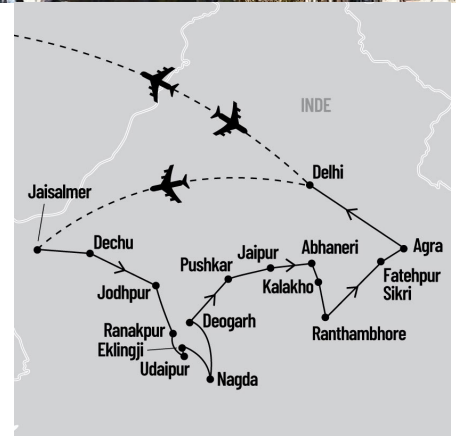 INDE
Delhi
Jaisalmer
Dechu
Jodhpur
Ranakpur
Eklingji
Udaipur
Nagda
Deogarh
Pushkar
Jaipur
Kalakho
Abhaneri
Ranthambhore
Fatehpur
Sikri
Agra